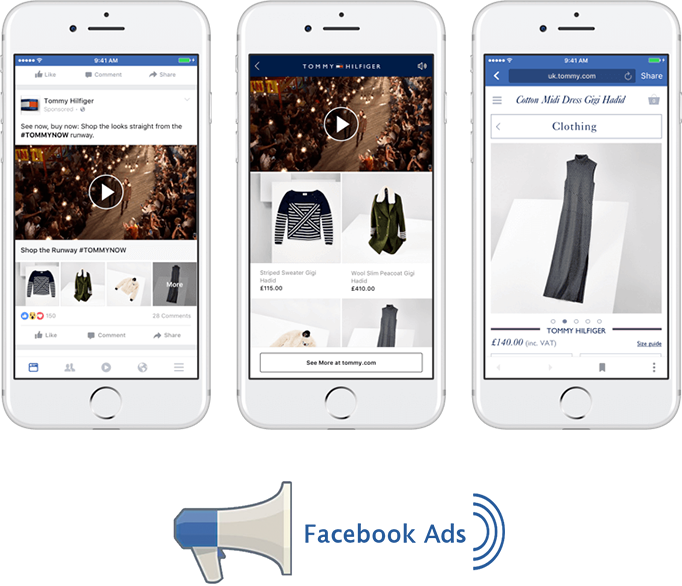 9:41 AM
Like Comment Share
Tommy Hilfiger
Sponsored ·
See now, buy now: Shop the looks straight from the
#TOMMYNOW runway.
Shop the Runway #TOMMYNOW
More
150
28 Comments
Like Comment Share
9:41 AM
TOMMY HILFIGER
Striped Sweater Gigi
Hadid
£115.00
Wool Slim Peacoat Gigi
Hadid
£410.00
See More at tommy.com
9:41 AM
uk.tommy.com
Share
Cotton Midi Dress Gigi Hadid
Clothing
TOMMY HILFIGER
£140.00 (inc. VAT)
Size guide
Facebook Ads